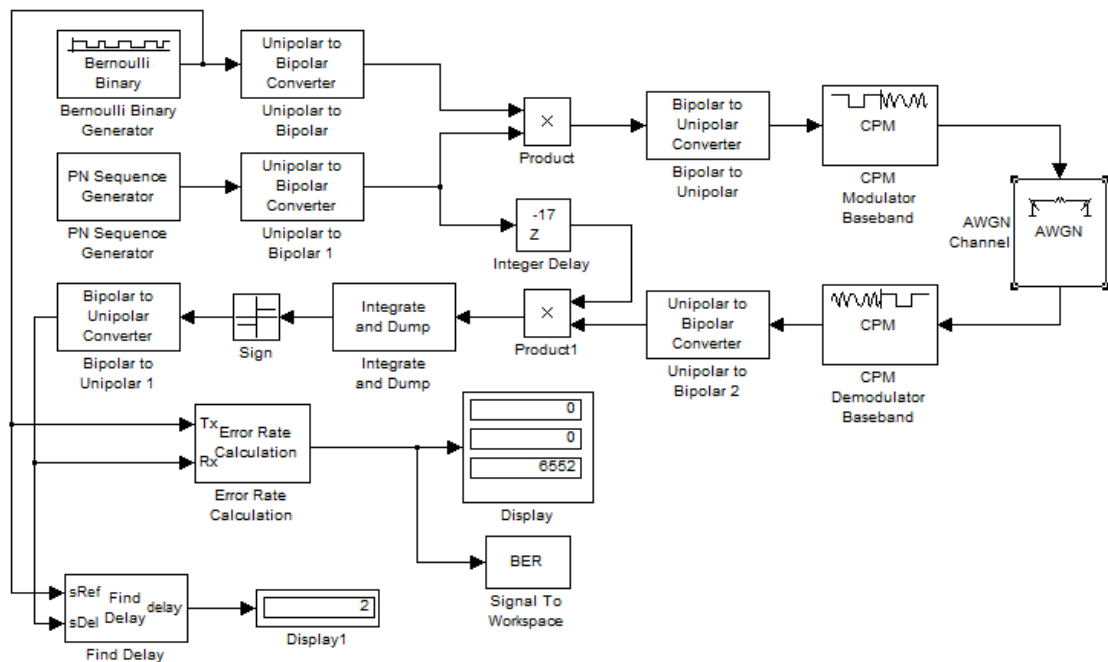 Bernoulli
Binary
Bernoulli Binary
Generator
Unipolar to
Bipolar
Converter
Unipolar to
Bipolar
×
Product
Bipolar to
Unipolar
Converter
Bipolar to
Unipolar
CPM
CPM
Modulator
Baseband
PN Sequence
Generator
PN Sequence
Generator
Unipolar to
Bipolar
Converter
Unipolar to
Bipolar 1
-17
Z
Integer Delay
AWGN
Channel
AWGN
Bipolar to
Unipolar
Converter
Bipolar to
Unipolar 1
Sign
Integrate
and Dump
Integrate
and Dump
×
Product1
Unipolar to
Bipolar
Converter
Unipolar to
Bipolar 2
CPM
CPM
Demodulator
Baseband
Tx
Rx
Error Rate
Calculation
Error Rate
Calculation
0
0
6552
Display
BER
Signal To
Workspace
sRef
sDel
Find
Delay
delay
Find Delay
2
Display1